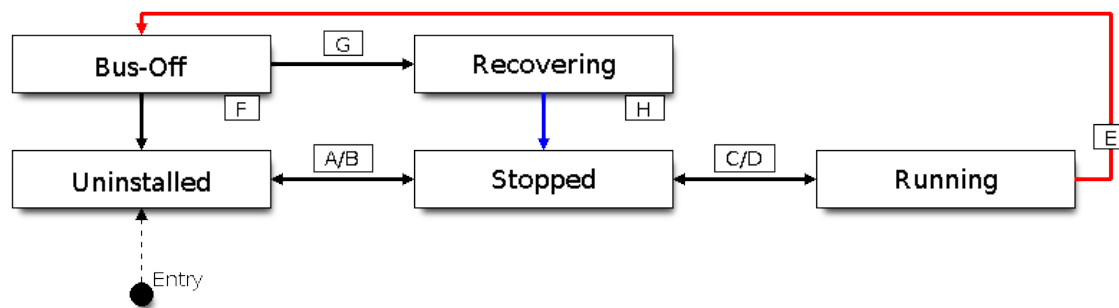 G
Bus-Off
Recovering
F
H
E
A/B
C/D
Uninstalled
Stopped
Running
Entry